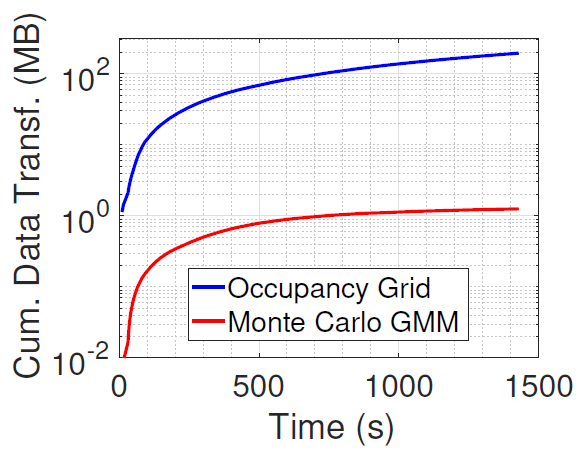 Cum. Data Transf. (MB)
10²
10⁰
10⁻²
Occupancy Grid
Monte Carlo GMM
0 500 1000 1500
Time (s)